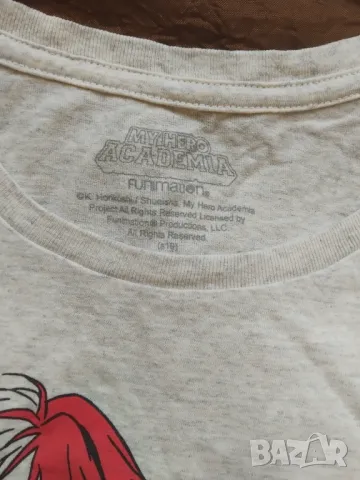 MY HERO
ACADEMIA
FUNIMATION®
©K. Horikoshi / Shueisha, My Hero Academia
Project All Rights Reserved Licensed by
Funimation® Productions, LLC.
All Rights Reserved.
(s19)
BAZAR